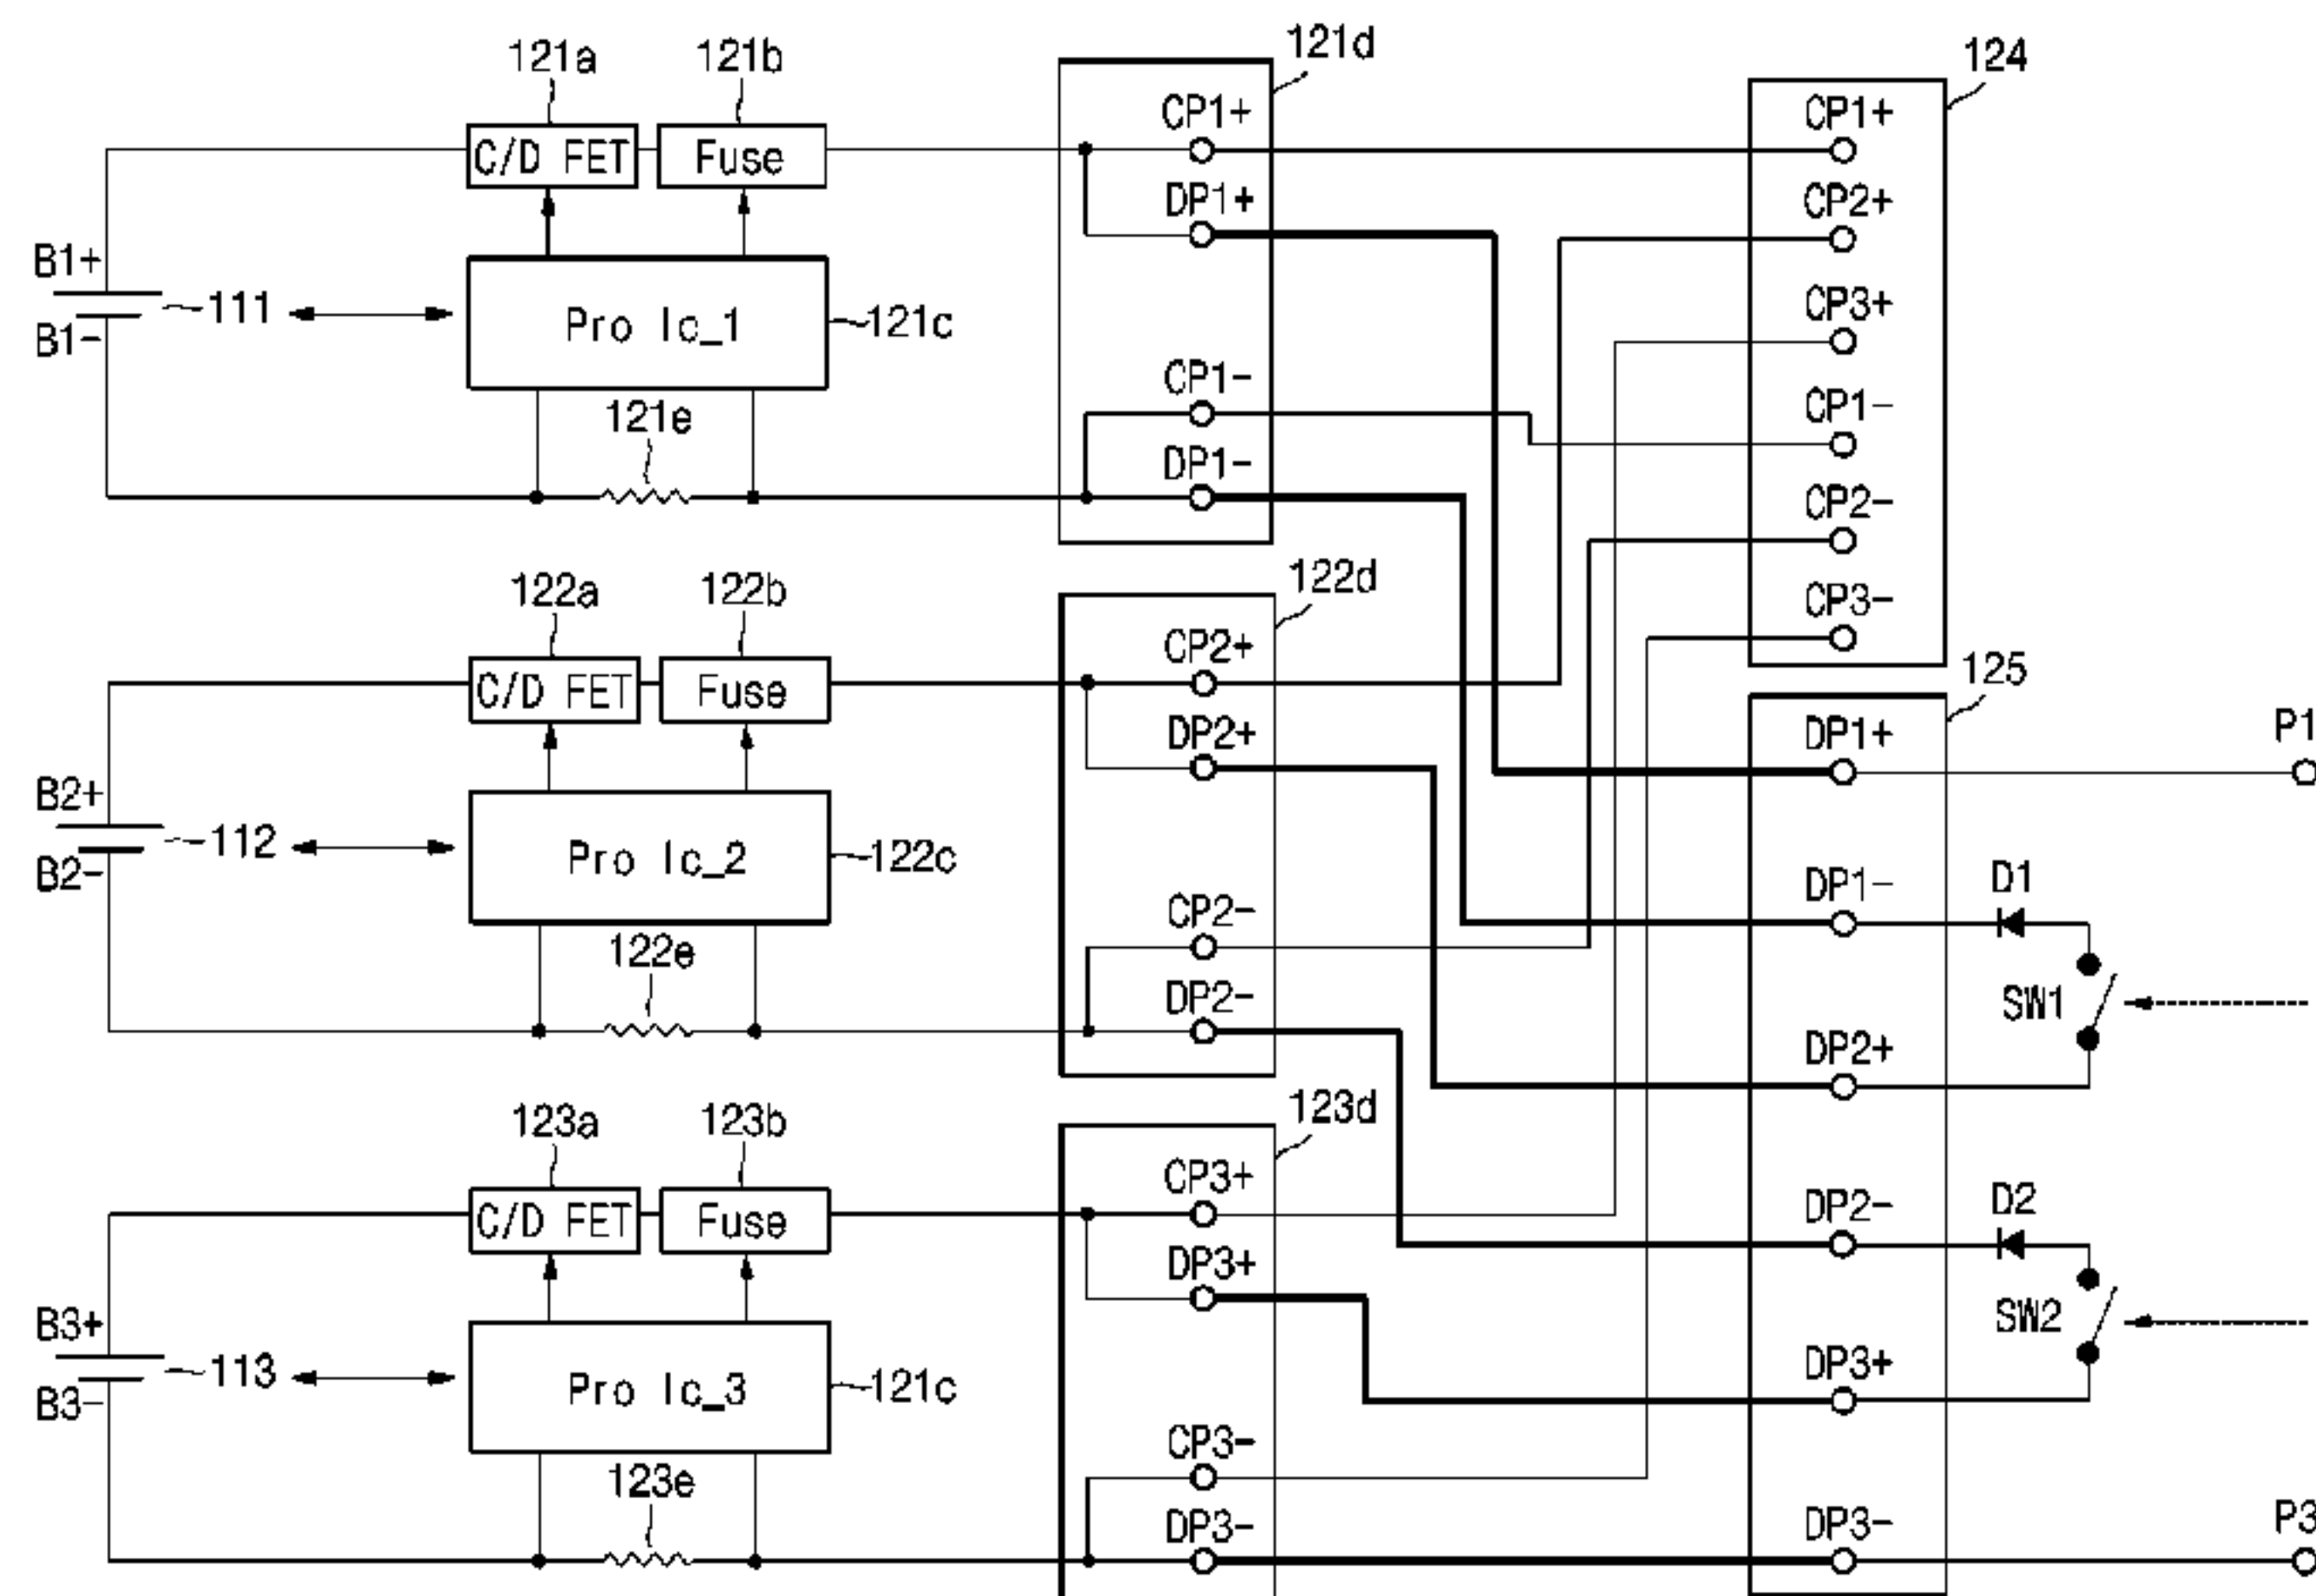 121a
121b
121d
124
C/D FET
Fuse
CP1+
DP1+
CP1-
DP1-
B1+
B1-
111
Pro Ic_1
121c
121e
CP1+
CP2+
CP3+
CP1-
CP2-
CP3-
122a
122b
122d
125
C/D FET
Fuse
CP2+
DP2+
CP2-
DP2-
B2+
B2-
112
Pro Ic_2
122c
122e
DP1+
P1
DP1-
D1
SW1
DP2+
DP2-
D2
SW2
DP3+
DP3-
P3
123a
123b
123d
C/D FET
Fuse
CP3+
DP3+
CP3-
DP3-
B3+
B3-
113
Pro Ic_3
121c
123e